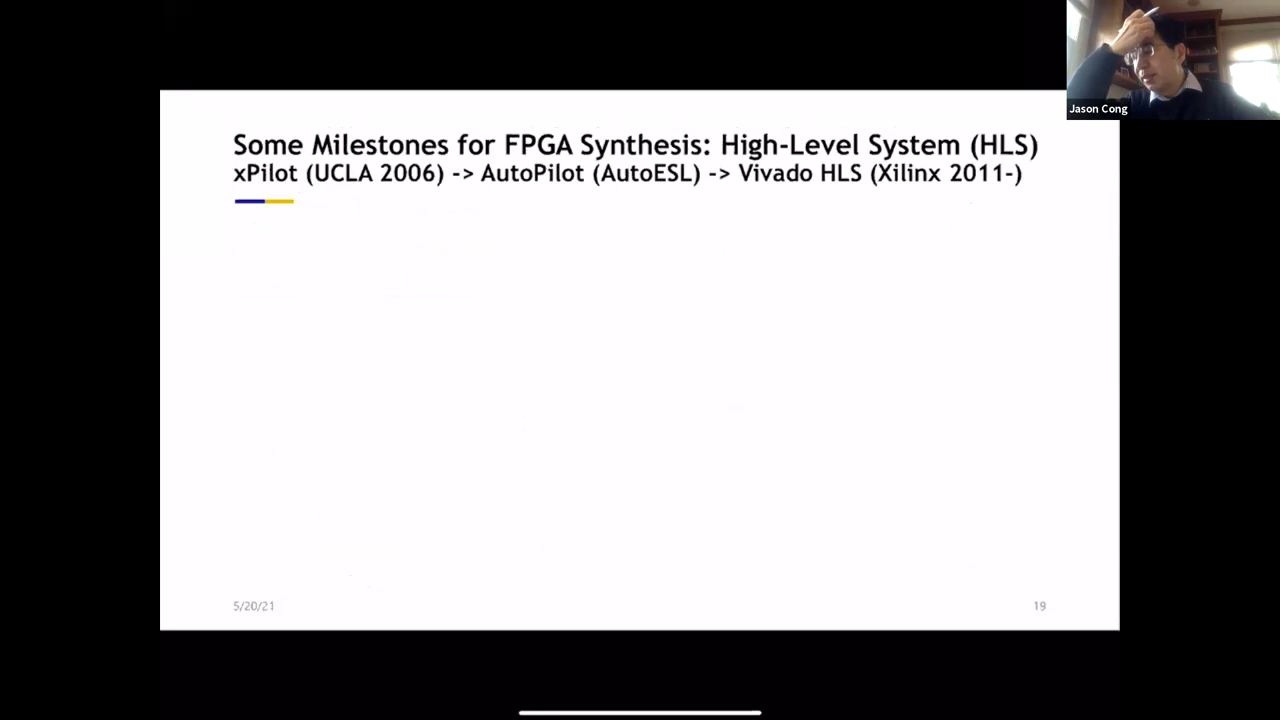 Jason Cong
Some Milestones for FPGA Synthesis: High-Level System (HLS)
xPilot (UCLA 2006) -> AutoPilot (AutoESL) -> Vivado HLS (Xilinx 2011-)
5/20/21
19